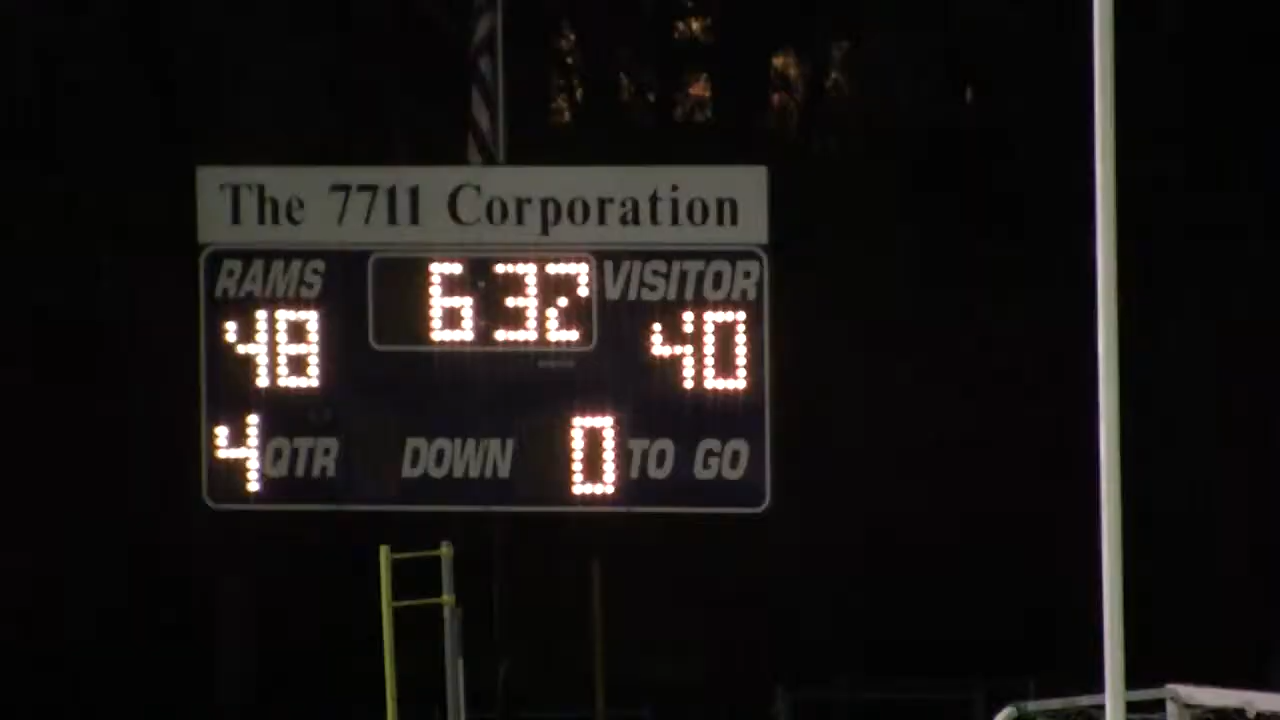 The 7711 Corporation
RAMS 6:32 VISITOR
48 40
4 QTR DOWN 0 TO GO